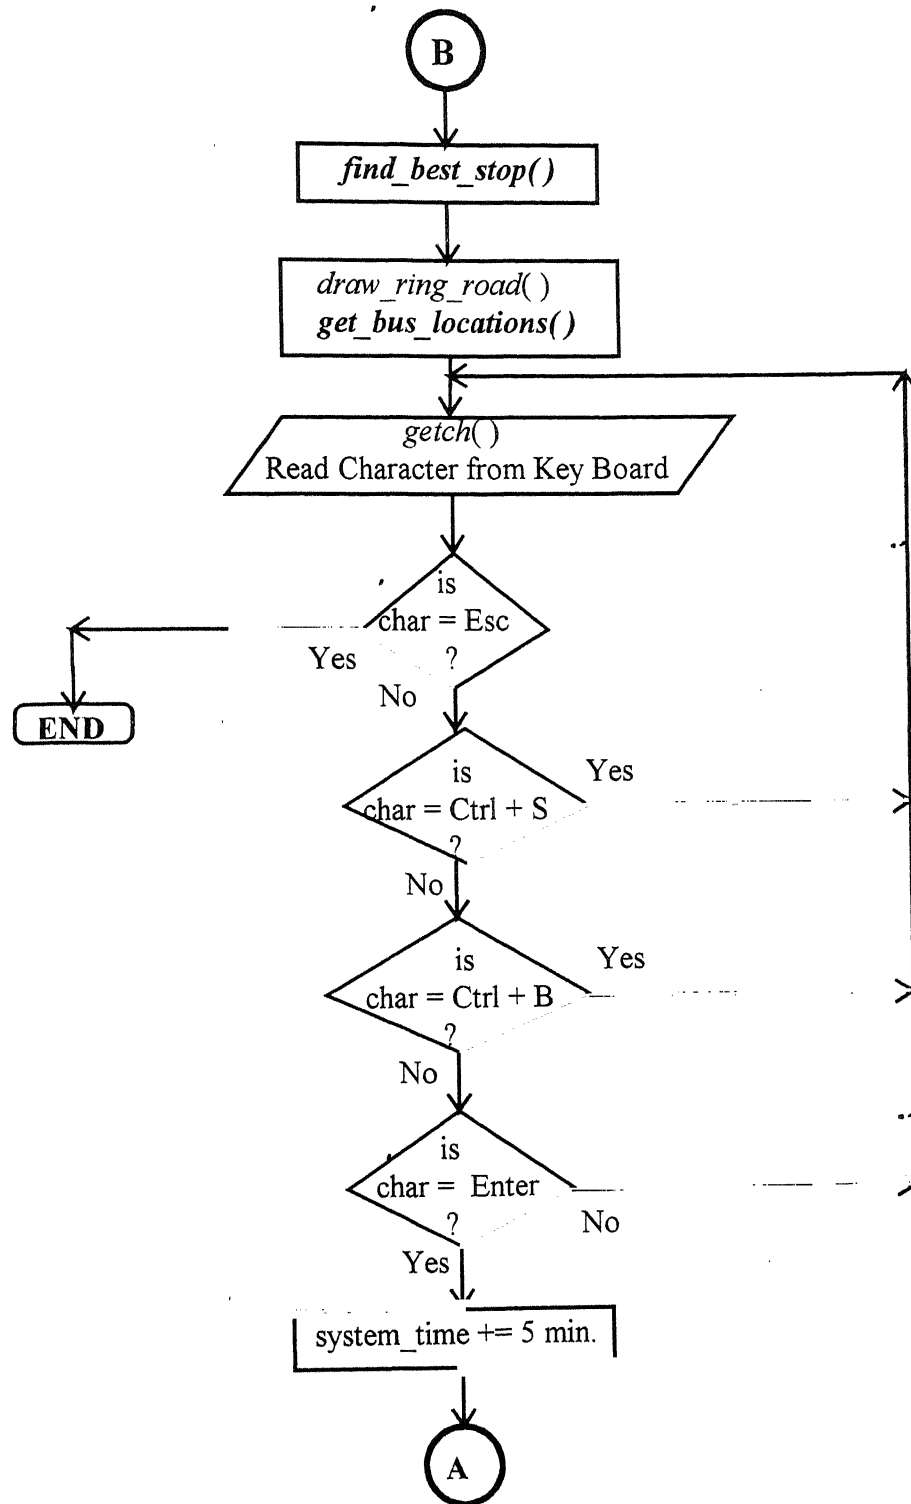 B
find_best_stop()
draw_ring_road()
get_bus_locations()
getch()
Read Character from Key Board
is
char = Esc
?
Yes
No
END
is
char = Ctrl + S
?
Yes
No
is
char = Ctrl + B
?
Yes
No
is
char = Enter
?
No
Yes
system_time += 5 min.
A